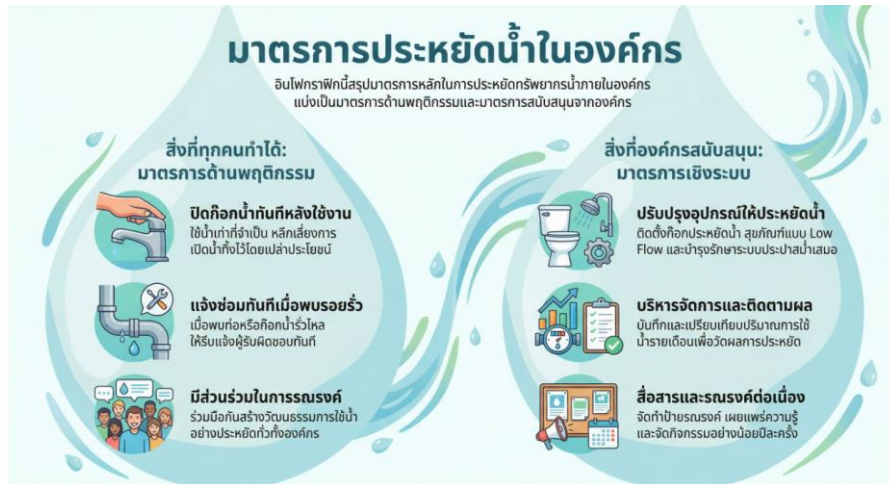 มาตรการประหยัดน้ำในองค์กร
อินโฟกราฟิกนี้สรุปมาตรการหลักในการประหยัดทรัพยากรน้ำภายในองค์กร
แบ่งเป็นมาตรการด้านพฤติกรรมและมาตรการสนับสนุนจากองค์กร
สิ่งที่ทุกคนทำได้:
มาตรการด้านพฤติกรรม
ปิดก๊อกน้ำทันทีหลังใช้งาน
ใช้น้ำเท่าที่จำเป็น หลีกเลี่ยงการ
เปิดน้ำทิ้งไว้โดยเปล่าประโยชน์
แจ้งซ่อมทันทีเมื่อพบรอยรั่ว
เมื่อพบท่อหรือก๊อกน้ำรั่วไหล
ให้รีบแจ้งผู้รับผิดชอบทันที
มีส่วนร่วมในการรณรงค์
ร่วมมือกันสร้างวัฒนธรรมการใช้น้ำ
อย่างประหยัดทั่วทั้งองค์กร
สิ่งที่องค์กรสนับสนุน:
มาตรการเชิงระบบ
ปรับปรุงอุปกรณ์ให้ประหยัดน้ำ
ติดตั้งก๊อกประหยัดน้ำ สุขภัณฑ์แบบ Low
Flow และบำรุงรักษาระบบประปาสม่ำเสมอ
บริหารจัดการและติดตามผล
บันทึกและเปรียบเทียบปริมาณการใช้
น้ำรายเดือนเพื่อวัดผลการประหยัด
สื่อสารและรณรงค์ต่อเนื่อง
จัดทำป้ายรณรงค์ เผยแพร่ความรู้
และจัดกิจกรรมอย่างน้อยปีละครั้ง